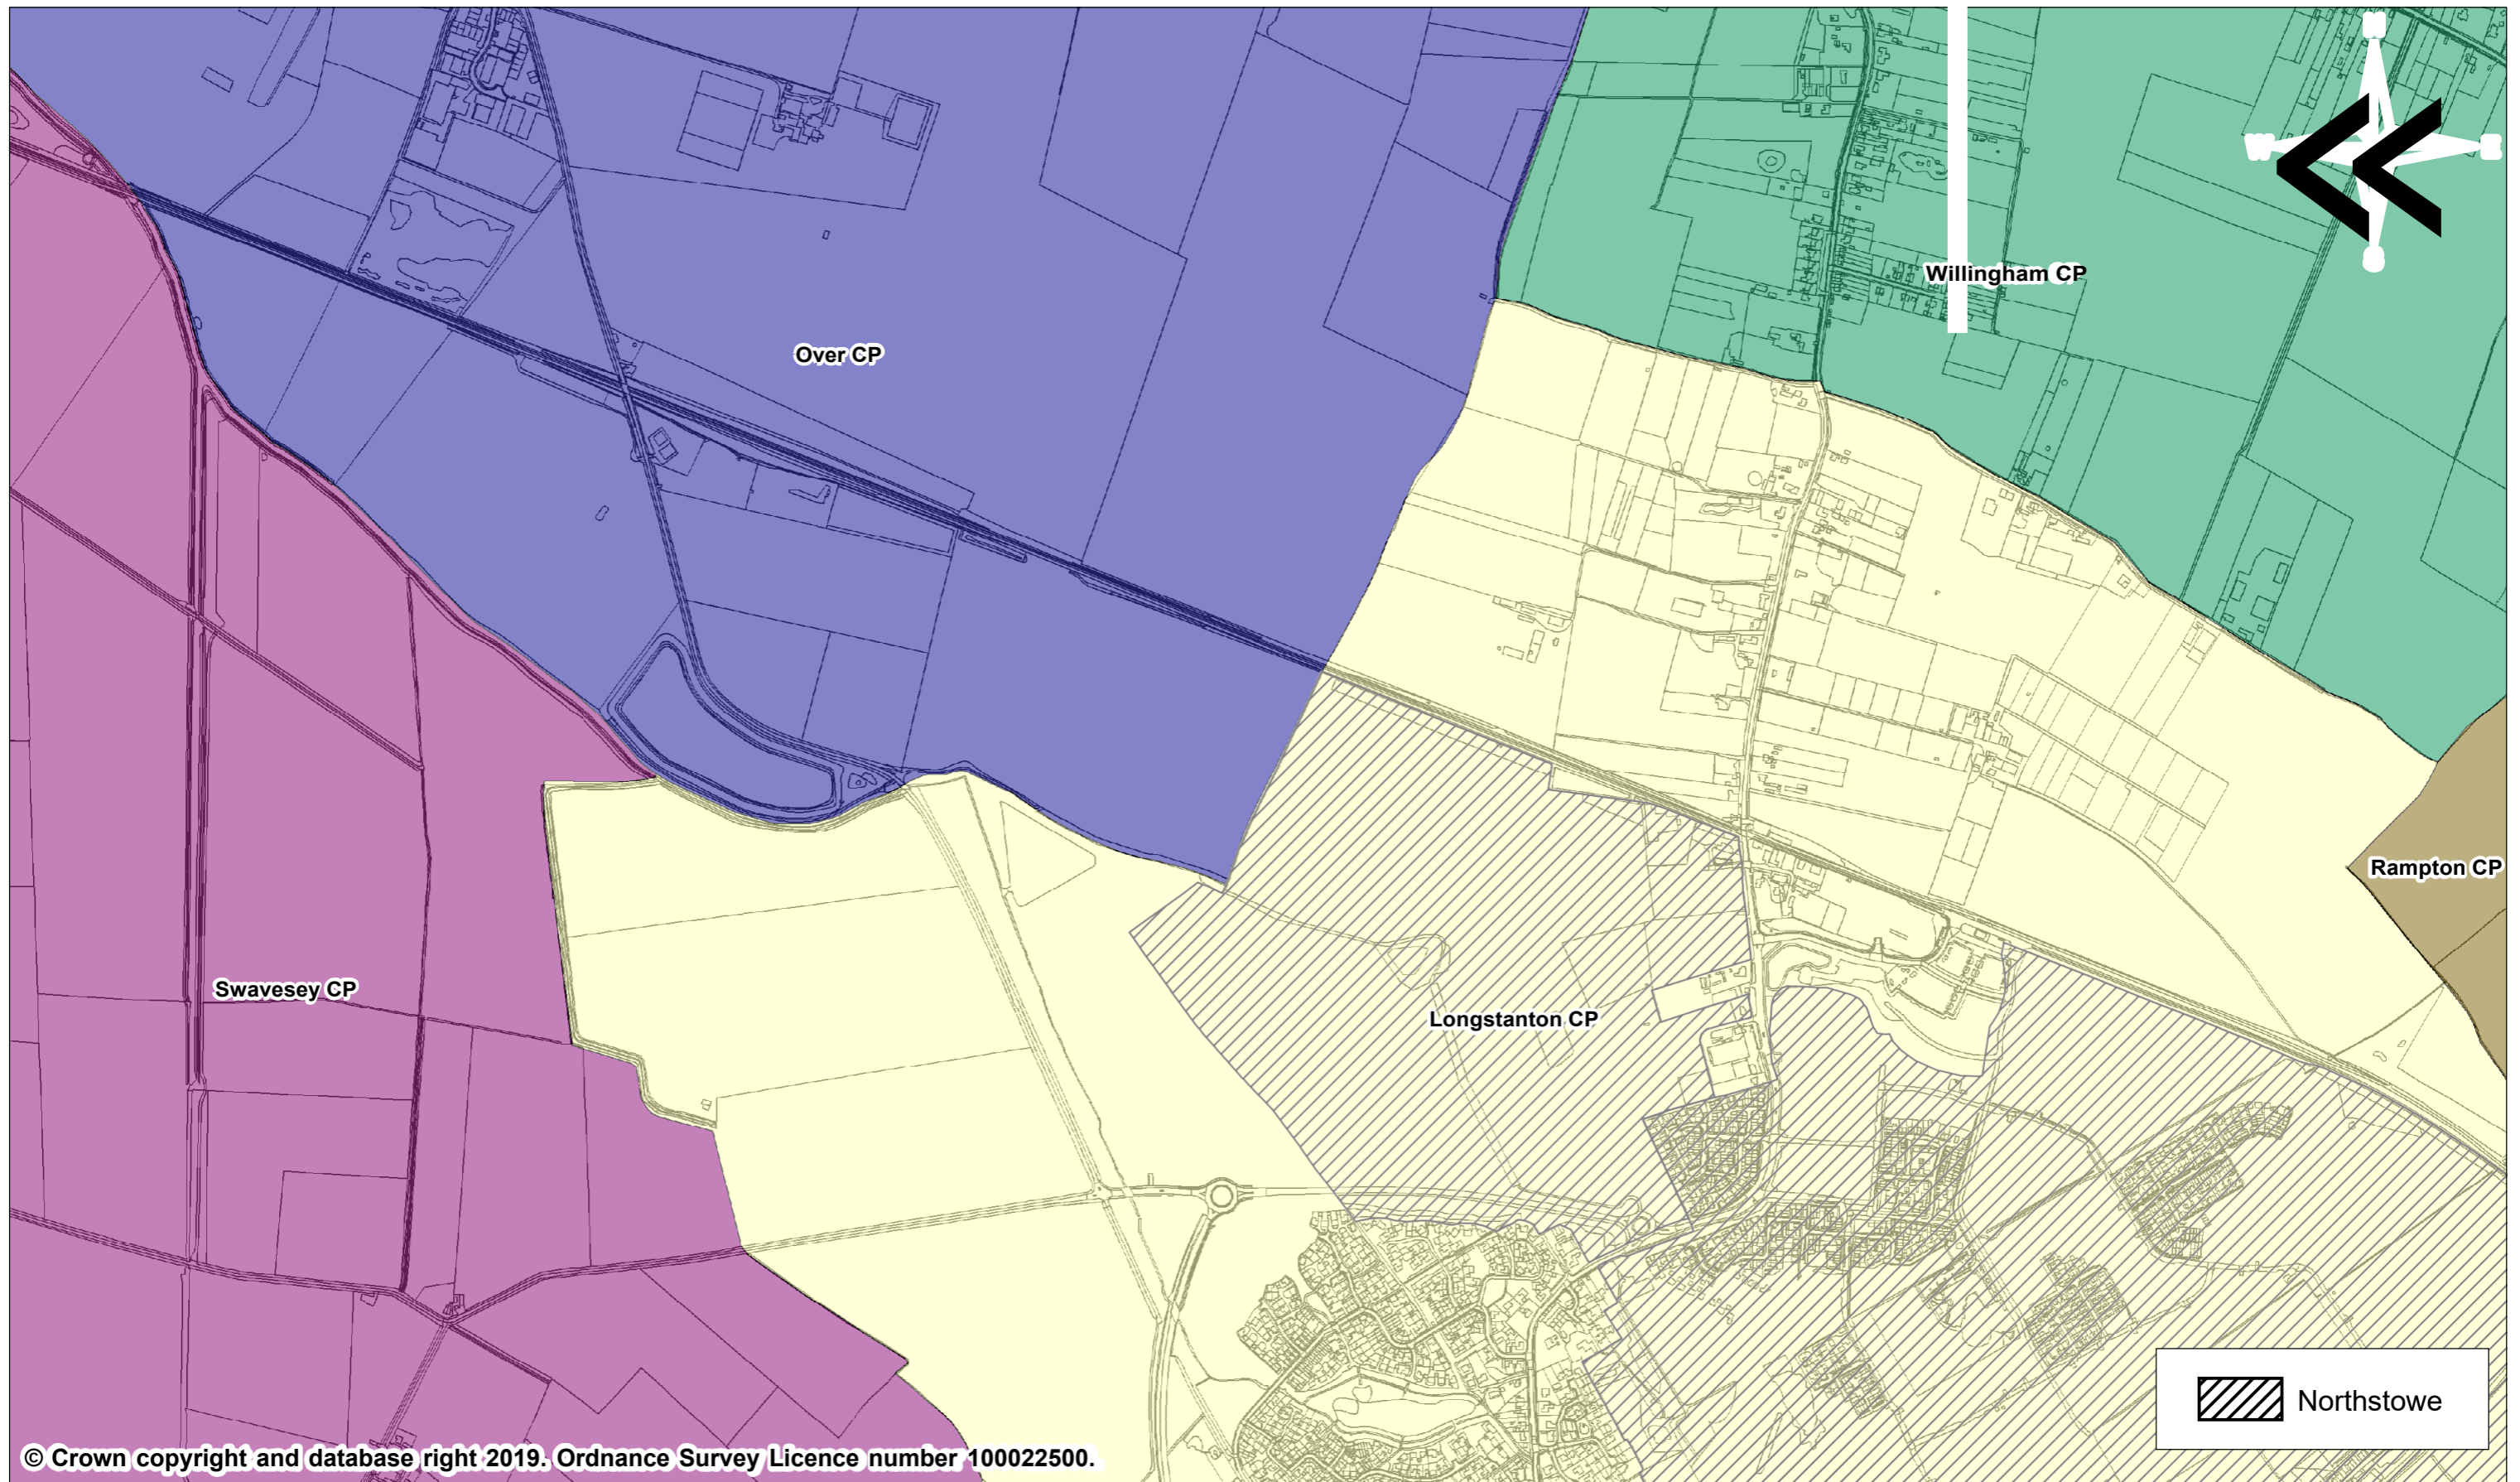 Willingham CP
Over CP
Rampton CP
Swavesey CP
Longstanton CP
Northstowe
© Crown copyright and database right 2019. Ordnance Survey Licence number 100022500.